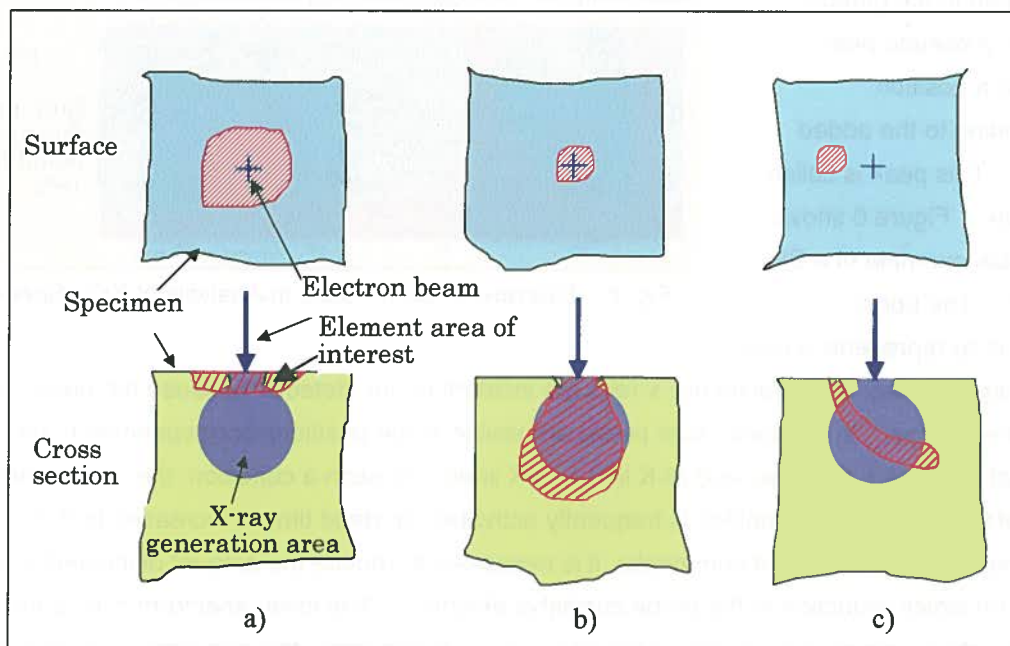 Surface
Electron beam
Specimen
Element area of
interest
Cross
section
X-ray
generation area
a)
b)
c)